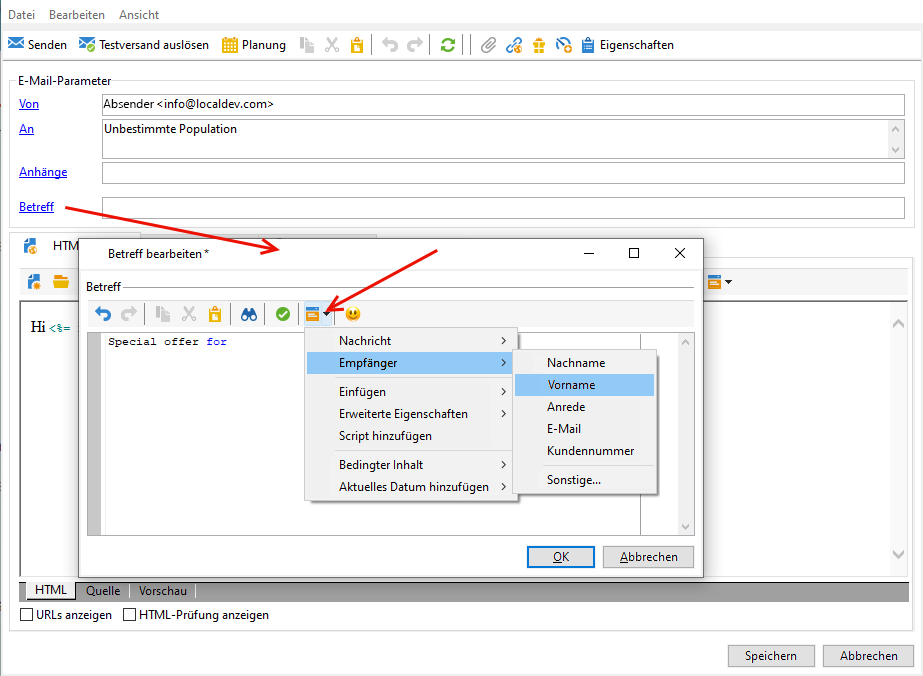 Datei Bearbeiten Ansicht
Senden Testversand auslösen Planung Eigenschaften
E-Mail-Parameter
Von Absender <info@localdev.com>
An Unbestimmte Population
Anhänge
Betreff
HTM
Betreff bearbeiten *
Betreff
Hi <%=
Special offer for
Nachricht
Empfänger
Einfügen
Erweiterte Eigenschaften
Script hinzufügen
Bedingter Inhalt
Aktuelles Datum hinzufügen
Nachname
Vorname
Anrede
E-Mail
Kundennummer
Sonstige...
OK Abbrechen
HTML Quelle Vorschau
URLs anzeigen HTML-Prüfung anzeigen
Speichern Abbrechen